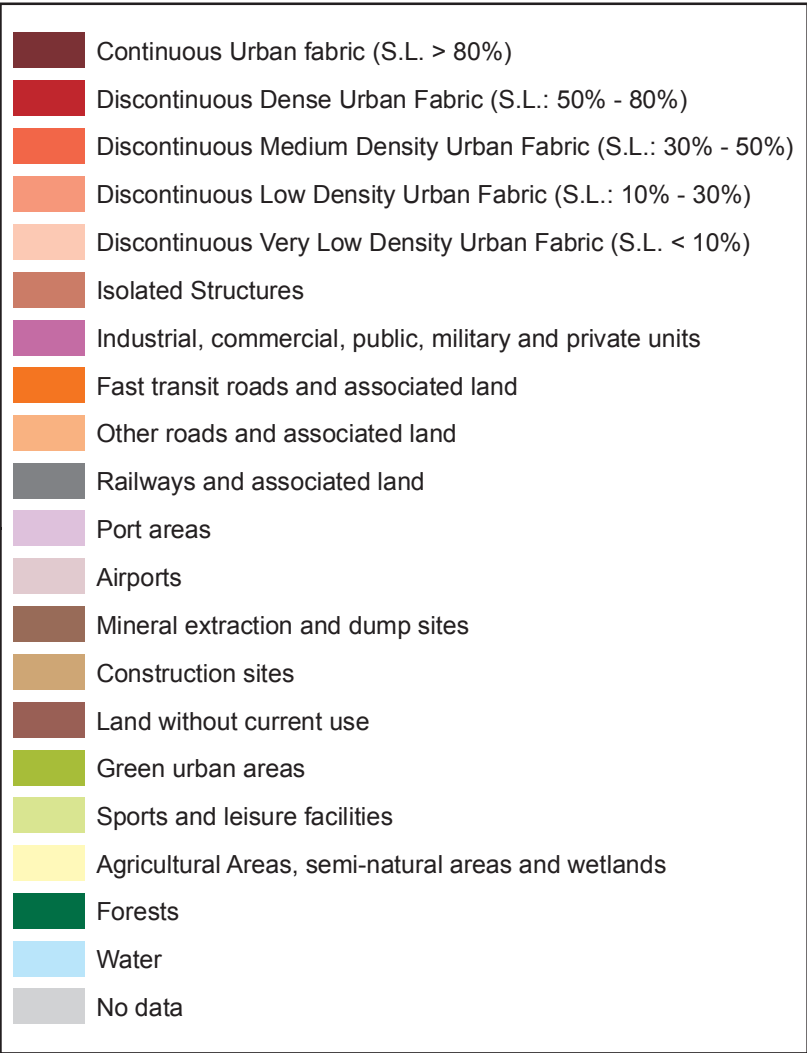 Continuous Urban fabric (S.L. > 80%)
Discontinuous Dense Urban Fabric (S.L.: 50% - 80%)
Discontinuous Medium Density Urban Fabric (S.L.: 30% - 50%)
Discontinuous Low Density Urban Fabric (S.L.: 10% - 30%)
Discontinuous Very Low Density Urban Fabric (S.L. < 10%)
Isolated Structures
Industrial, commercial, public, military and private units
Fast transit roads and associated land
Other roads and associated land
Railways and associated land
Port areas
Airports
Mineral extraction and dump sites
Construction sites
Land without current use
Green urban areas
Sports and leisure facilities
Agricultural Areas, semi-natural areas and wetlands
Forests
Water
No data